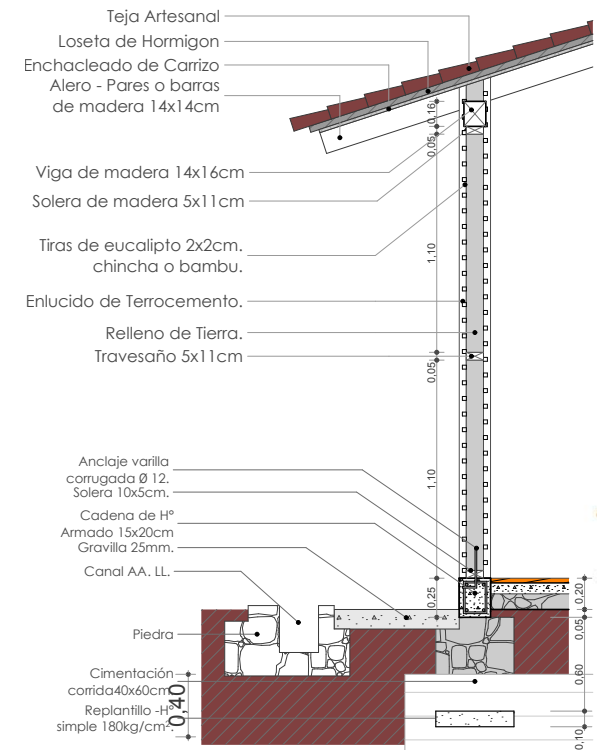 Teja Artesanal
Loseta de Hormigon
Enchacleado de Carrizo
Alero - Pares o barras
de madera 14x14cm
Viga de madera 14x16cm
Solera de madera 5x11cm
Tiras de eucalipto 2x2cm.
chincha o bambu.
Enlucido de Terrocemento.
Relleno de Tierra.
Travesaño 5x11cm
Anclaje varilla
corrugada Ø 12.
Solera 10x5cm.
Cadena de Hº
Armado 15x20cm
Gravilla 25mm.
Canal AA. LL.
Piedra
Cimentación
corrida40x60cm
Replantillo -Hº
simple 180kg/cm².
0,40
0,16
0,05
1,10
0,05
1,10
0,25
0,20
0,05
0,60
0,10